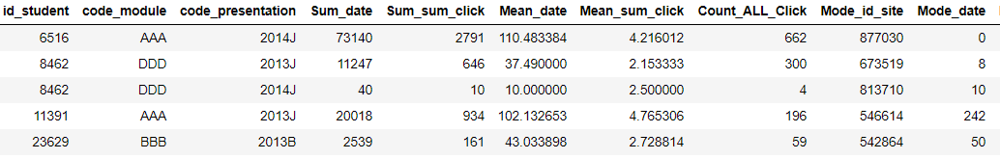 id_student code_module code_presentation Sum_date Sum_sum_click Mean_date Mean_sum_click Count_ALL_Click Mode_id_site Mode_date
6516 AAA 2014J 73140 2791 110.483384 4.216012 662 877030 0
8462 DDD 2013J 11247 646 37.490000 2.153333 300 673519 8
8462 DDD 2014J 40 10 10.000000 2.500000 4 813710 10
11391 AAA 2013J 20018 934 102.132653 4.765306 196 546614 242
23629 BBB 2013B 2539 161 43.033898 2.728814 59 542864 50